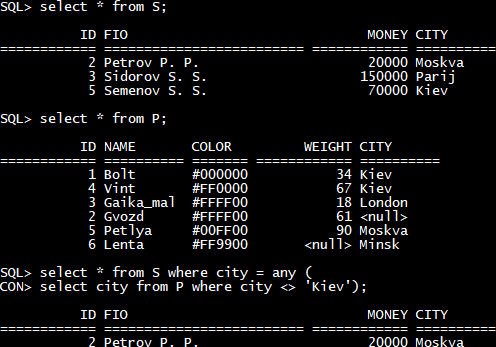 SQL> select * from S;
ID FIO MONEY CITY
============ ============================== ============ ==========
2 Petrov P. P. 20000 Moskva
3 Sidorov S. S. 150000 Parij
5 Semenov S. S. 70000 Kiev
SQL> select * from P;
ID NAME COLOR WEIGHT CITY
============ ========== ======= ============ ==========
1 Bolt #000000 34 Kiev
4 Vint #FF0000 67 Kiev
3 Gaika_mal #FFFF00 18 London
2 Gvozd #FFFF00 61 <null>
5 Petlya #00FF00 90 Moskva
6 Lenta #FF9900 <null> Minsk
SQL> select * from S where city = any (
CON> select city from P where city <> 'Kiev');
ID FIO MONEY CITY
============ ============================== ============ ==========
2 Petrov P. P. 20000 Moskva